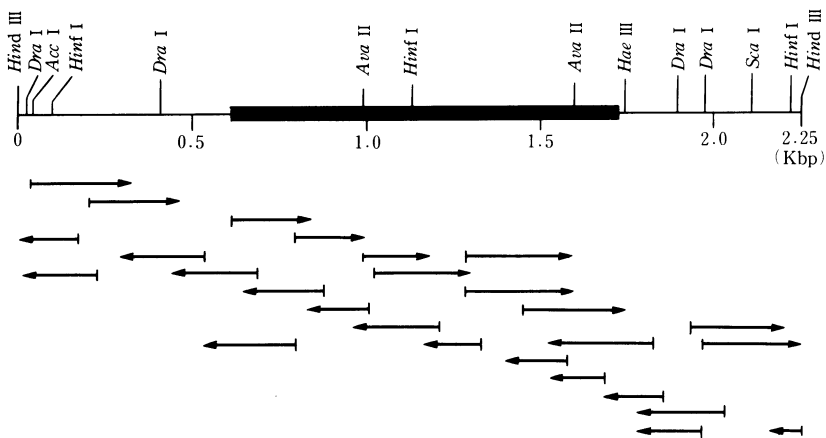 Hind III
Dra I
Acc I
Hinf I
Dra I
Ava II
Hinf I
Ava II
Hae III
Dra I
Dra I
Sca I
Hinf I
Hind III
0
0.5
1.0
1.5
2.0
2.25
(Kbp)